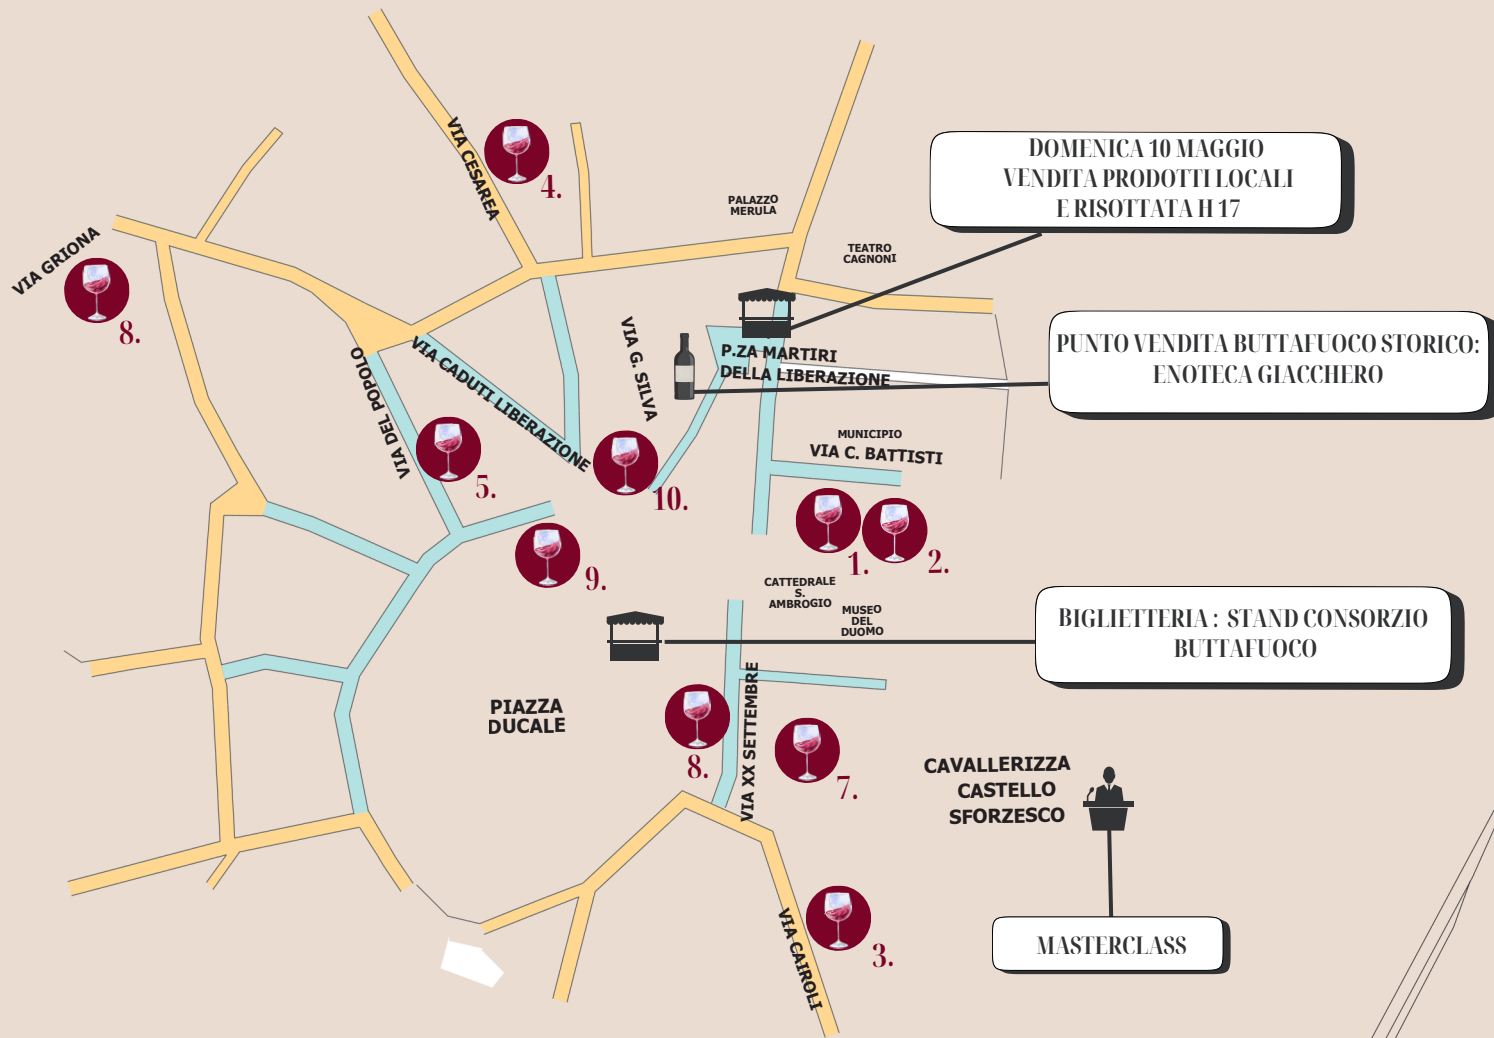 DOMENICA 10 MAGGIO
VENDITA PRODOTTI LOCALI
E RISOTTATA H 17
VIA CESAREA
4.
PALAZZO
MERULA
TEATRO
CAGNONI
VIA GRIONA
8.
PUNTO VENDITA BUTTAFUOCO STORICO:
ENOTECA GIACCHERO
VIA G. SILVA
P.ZA MARTIRI
DELLA LIBERAZIONE
VIA DEL POPOLO
VIA CADUTI LIBERAZIONE
MUNICIPIO
VIA C. BATTISTI
5.
10.
1.
2.
9.
CATTEDRALE
S.
AMBROGIO
MUSEO
DEL
DUOMO
BIGLIETTERIA : STAND CONSORZIO
BUTTAFUOCO
PIAZZA
DUCALE
VIA XX SETTEMBRE
8.
7.
CAVALLERIZZA
CASTELLO
SFORZESCO
VIA CAIROLI
3.
MASTERCLASS